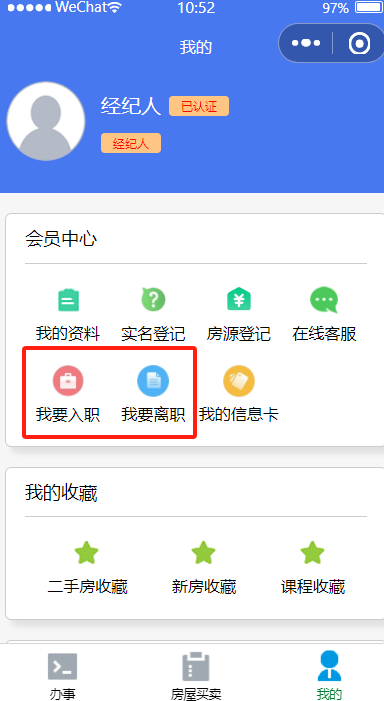 WeChat 10:52 97%
我的
经纪人 已认证
经纪人
会员中心
我的资料 实名登记 房源登记 在线客服
我要入职 我要离职 我的信息卡
我的收藏
二手房收藏 新房收藏 课程收藏
办事 房屋买卖 我的